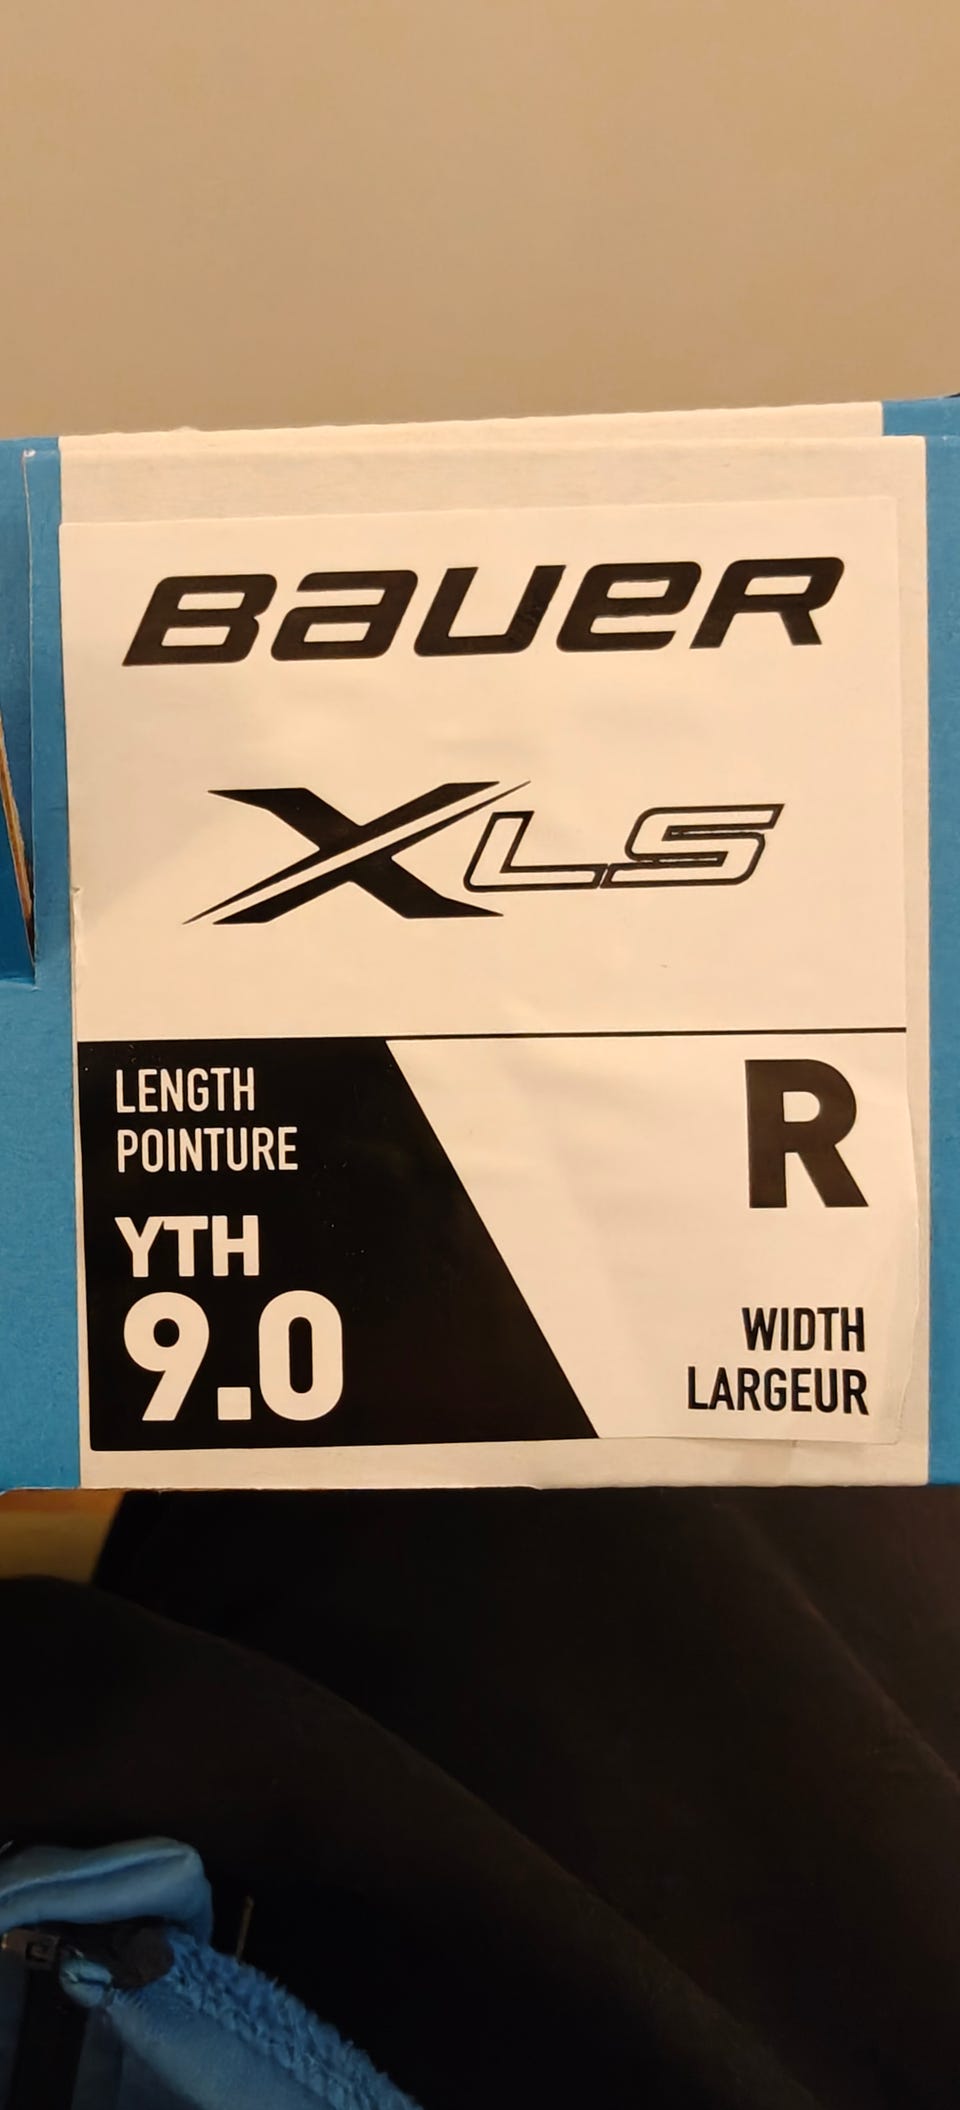 BAUER
XLS
LENGTH
POINTURE
YTH
9.0
R
WIDTH
LARGEUR